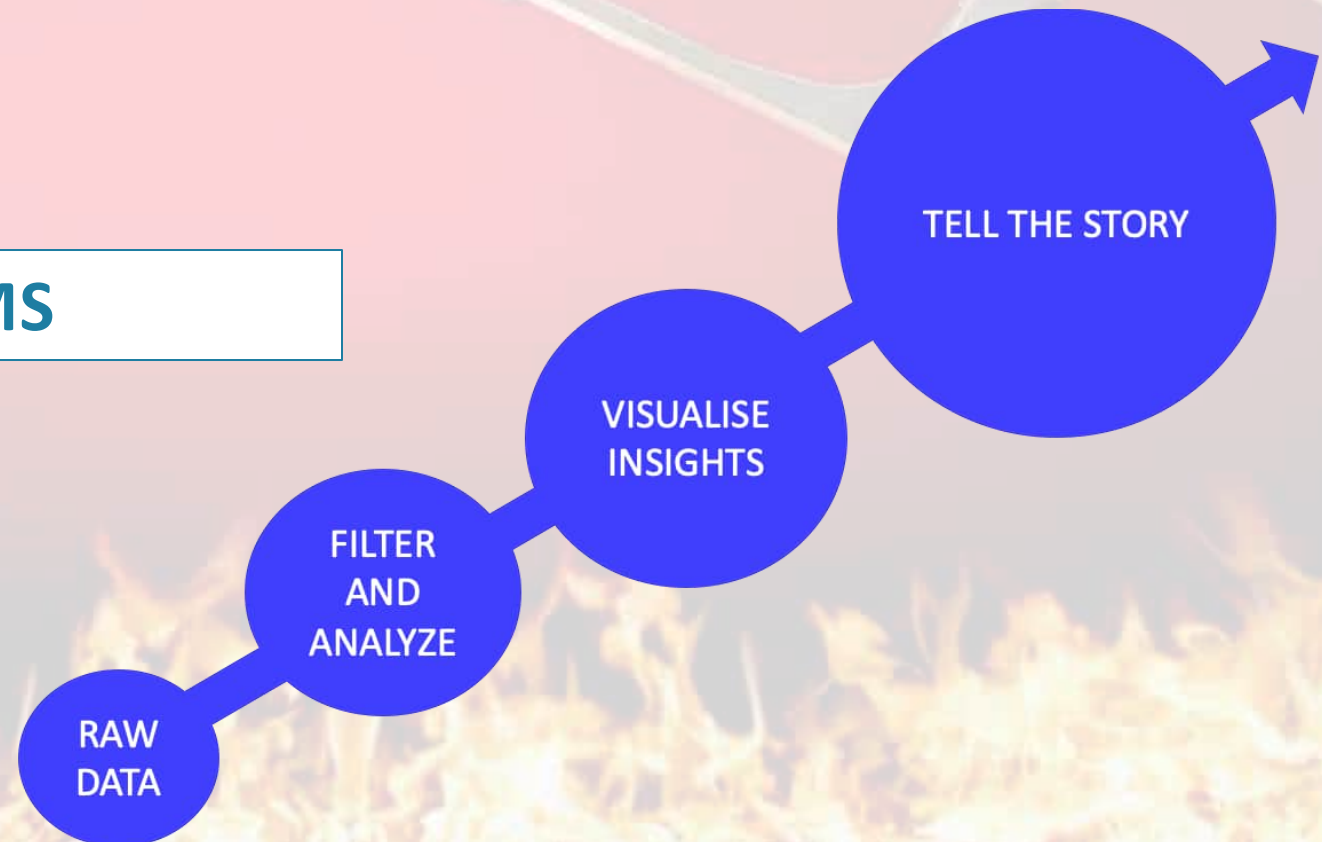 TELL THE STORY
MS
VISUALISE
INSIGHTS
FILTER
AND
ANALYZE
RAW
DATA